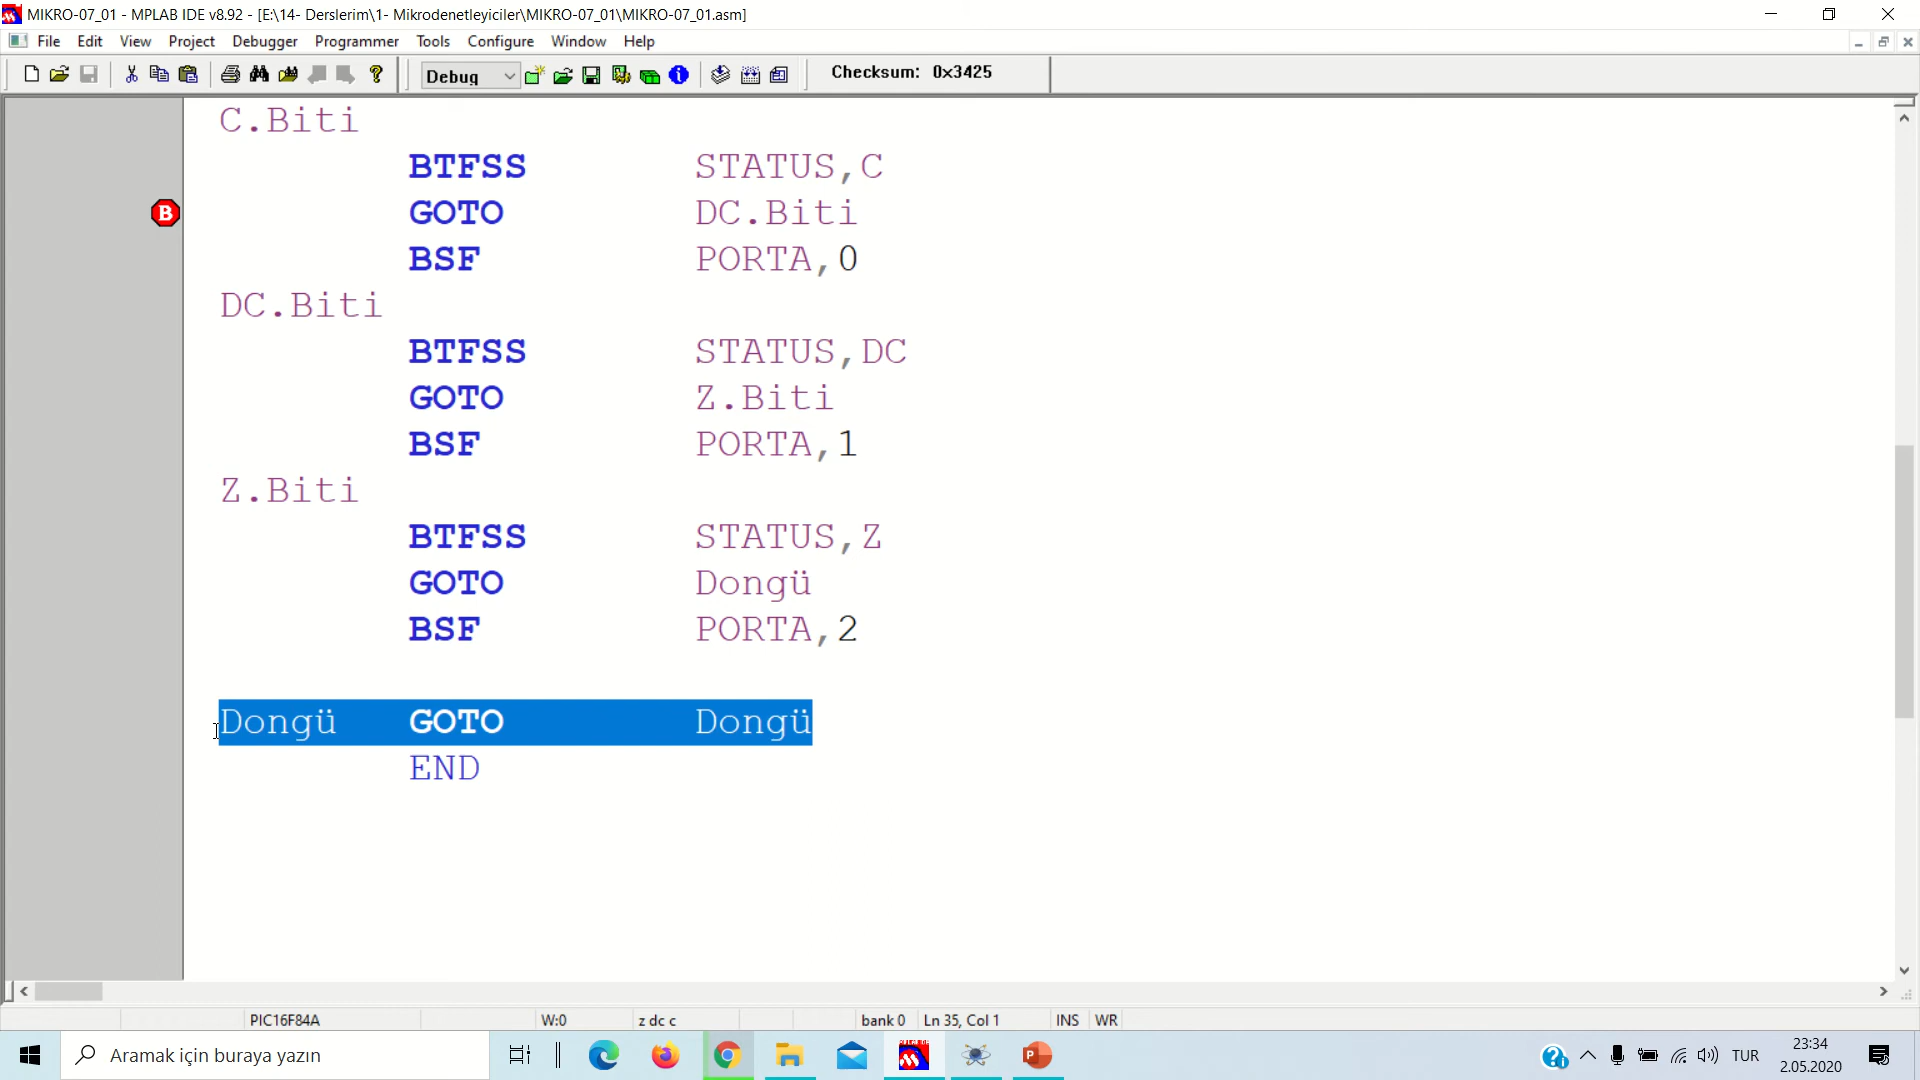 MIKRO-07_01 - MPLAB IDE v8.92 - [E:\14- Derslerim\1- Mikrodenetleyiciler\MIKRO-07_01\MIKRO-07_01.asm]
File Edit View Project Debugger Programmer Tools Configure Window Help
Debug Checksum: 0x3425
C.Biti
BTFSS STATUS,C
B GOTO DC.Biti
BSF PORTA,0
DC.Biti
BTFSS STATUS,DC
GOTO Z.Biti
BSF PORTA,1
Z.Biti
BTFSS STATUS,Z
GOTO Dongü
BSF PORTA,2
Dongü GOTO Dongü
END
PIC16F84A W:0 z dc c bank 0 Ln 35, Col 1 INS WR
Aramak için buraya yazın
TUR
23:34
2.05.2020